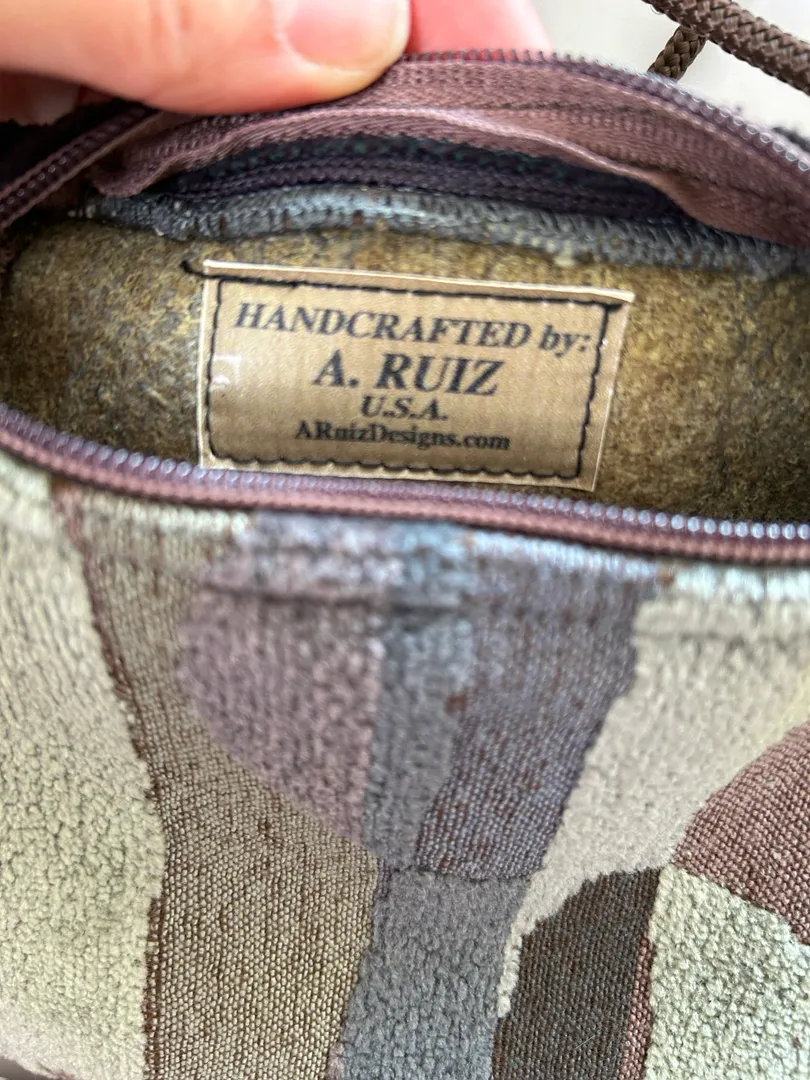 HANDCRAFTED by:
A. RUIZ
U.S.A.
ARuizDesigns.com